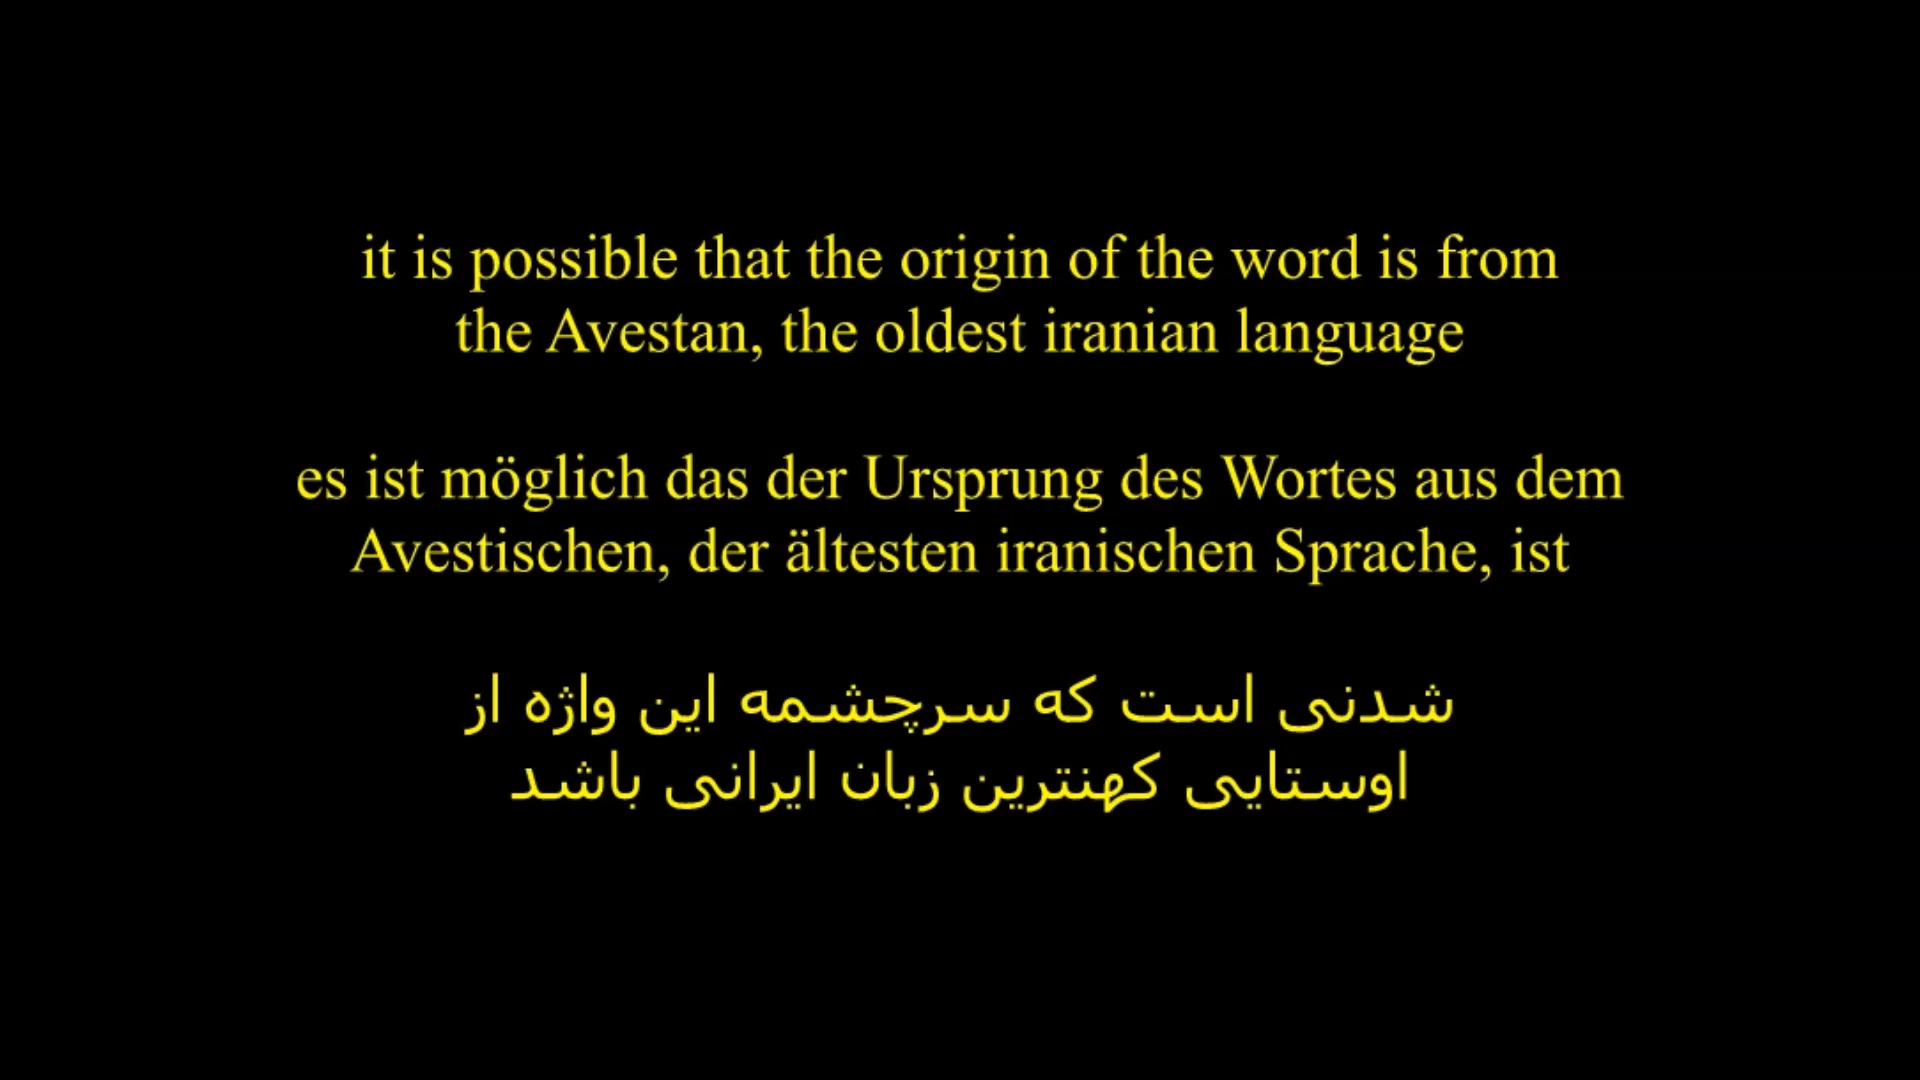 it is possible that the origin of the word is from
the Avestan, the oldest iranian language
es ist möglich das der Ursprung des Wortes aus dem
Avestischen, der ältesten iranischen Sprache, ist
شدنی است که سرچشمه این واژه از
اوستایی کهنترین زبان ایرانی باشد